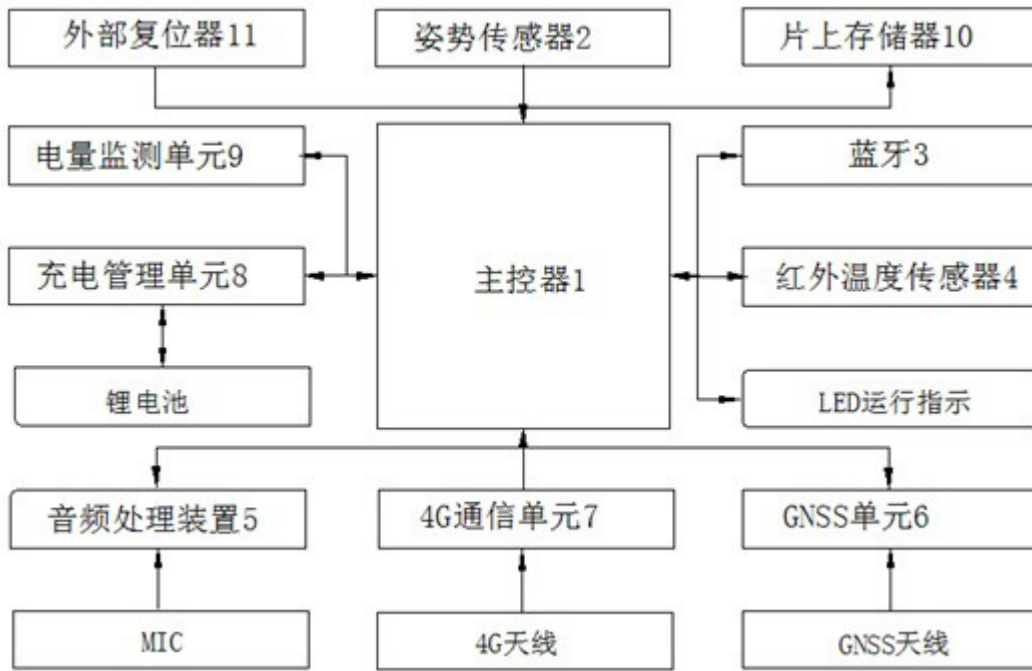 外部复位器11
姿势传感器2
片上存储器10
电量监测单元9
蓝牙3
充电管理单元8
主控器1
红外温度传感器4
锂电池
LED运行指示
音频处理装置5
4G通信单元7
GNSS单元6
MIC
4G天线
GNSS天线